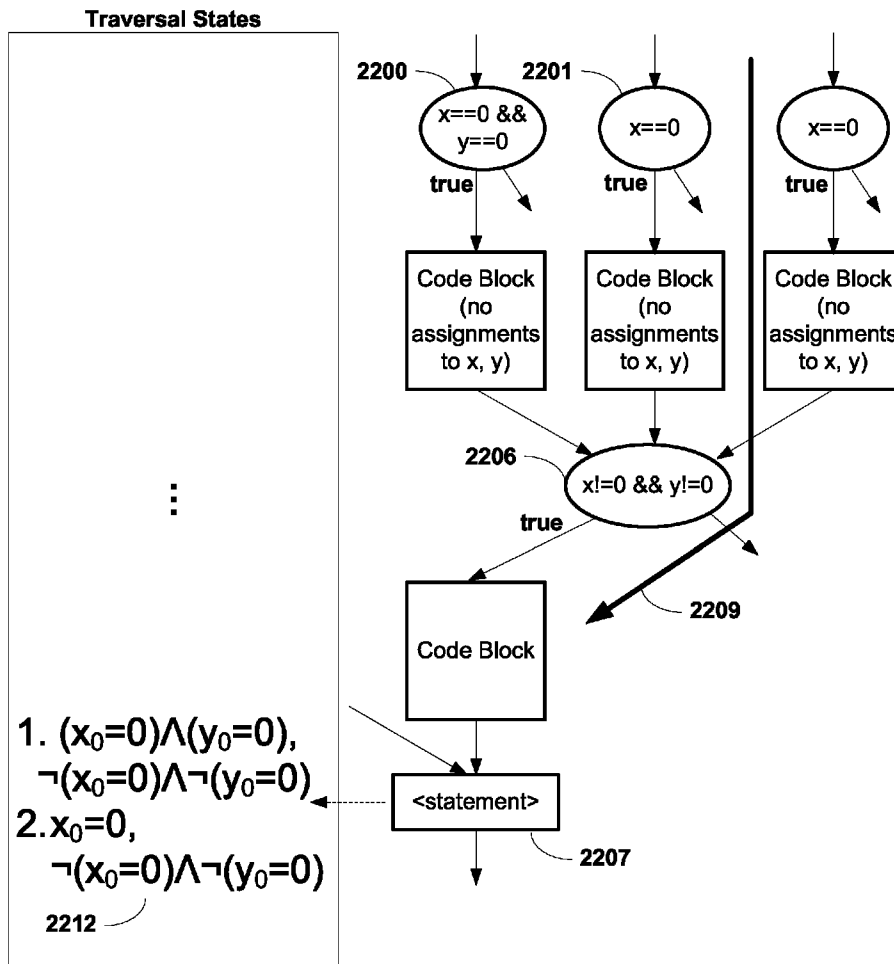 Traversal States
2200
2201
x==0 &&
y==0
x==0
x==0
true
true
true
Code Block
(no
assignments
to x, y)
Code Block
(no
assignments
to x, y)
Code Block
(no
assignments
to x, y)
2206
x!=0 && y!=0
⋮
true
2209
Code Block
1. (x₀=0)Λ(y₀=0),
¬(x₀=0)Λ¬(y₀=0)
2.x₀=0,
¬(x₀=0)Λ¬(y₀=0)
<statement>
2207
2212